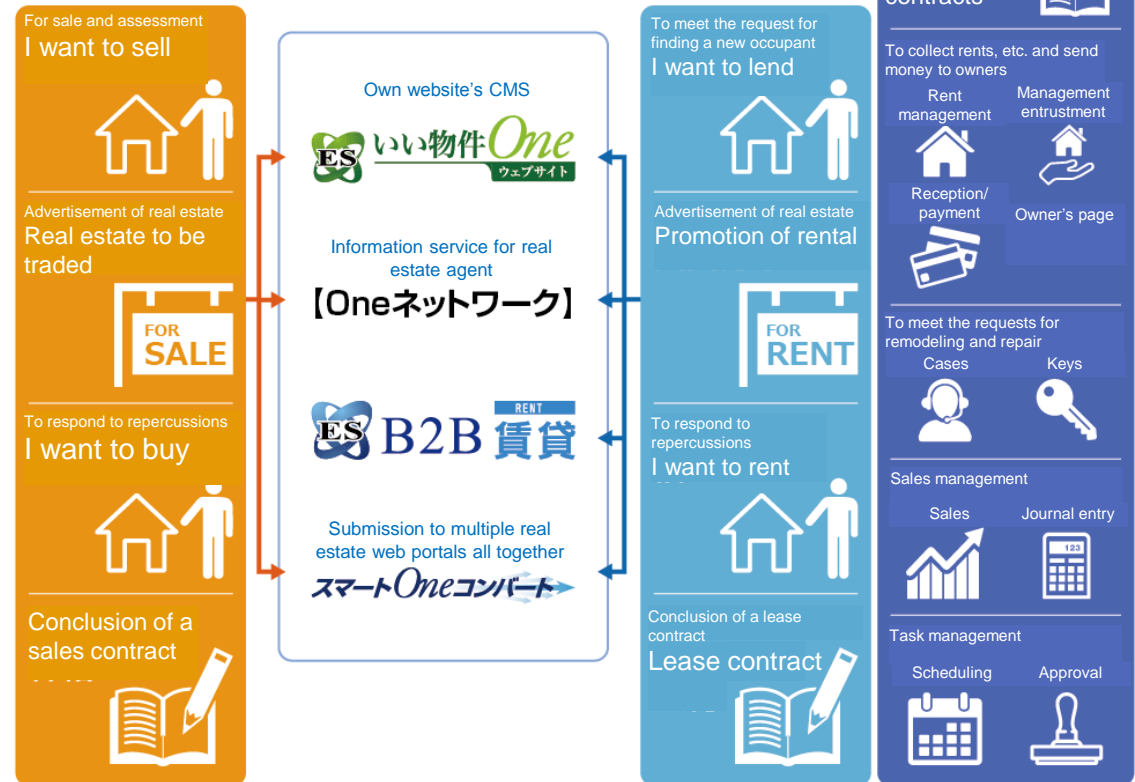 For sale and assessment
I want to sell
Advertisement of real estate
Real estate to be
traded
FOR
SALE
To respond to repercussions
I want to buy
Conclusion of a
sales contract
Own website's CMS
ES いい物件One
ウェブサイト
Information service for real
estate agent
【Oneネットワーク】
RENT
ES B2B 賃貸
Submission to multiple real
estate web portals all together
スマートOneコンバート
To meet the request for
finding a new occupant
I want to lend
Advertisement of real estate
Promotion of rental
FOR
RENT
To respond to
repercussions
I want to rent
Conclusion of a lease
contract
Lease contract
contracts
To collect rents, etc. and send
money to owners
Rent
management
Management
entrustment
Reception/
payment
Owner's page
To meet the requests for
remodeling and repair
Cases
Keys
Sales management
Sales
Journal entry
123
Task management
Scheduling
Approval